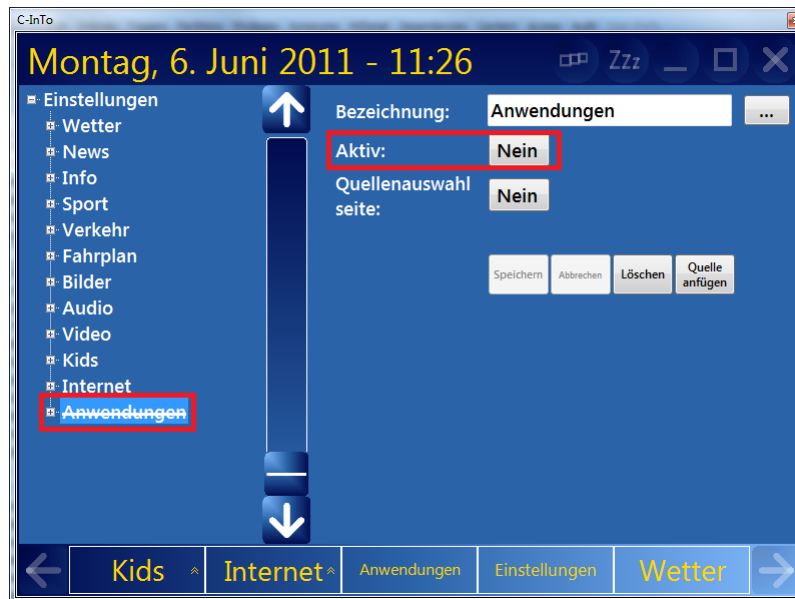 C-InTo
Montag, 6. Juni 2011 - 11:26
Zzz
Einstellungen
Wetter
News
Info
Sport
Verkehr
Fahrplan
Bilder
Audio
Video
Kids
Internet
Anwendungen
Bezeichnung:
Anwendungen
...
Aktiv:
Nein
Quellenauswahl
seite:
Nein
Speichern
Abbrechen
Löschen
Quelle
anfügen
Kids
Internet
Anwendungen
Einstellungen
Wetter